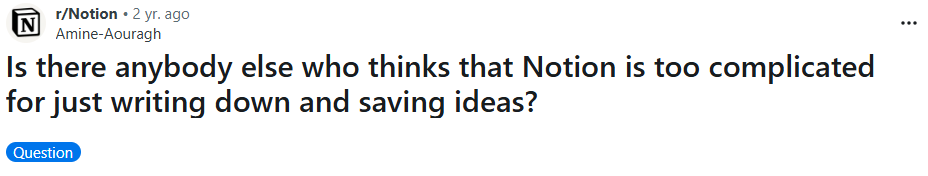 r/Notion • 2 yr. ago
Amine-Aouragh
Is there anybody else who thinks that Notion is too complicated
for just writing down and saving ideas?
Question